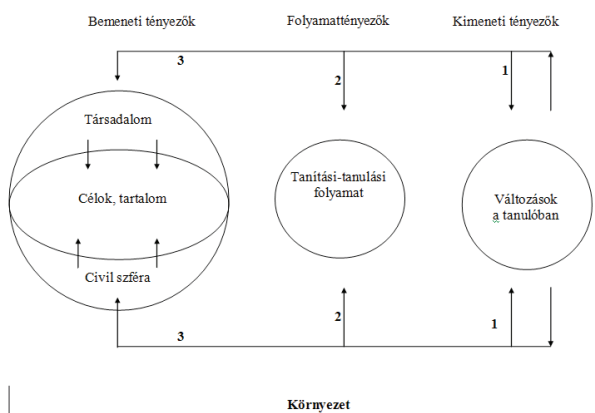 Bemeneti tényezők Folyamattényezők Kimeneti tényezők
3
2
1
Társadalom
Célok, tartalom
Civil szféra
Tanítási-tanulási
folyamat
Változások
a tanulóban
3
2
1
Környezet